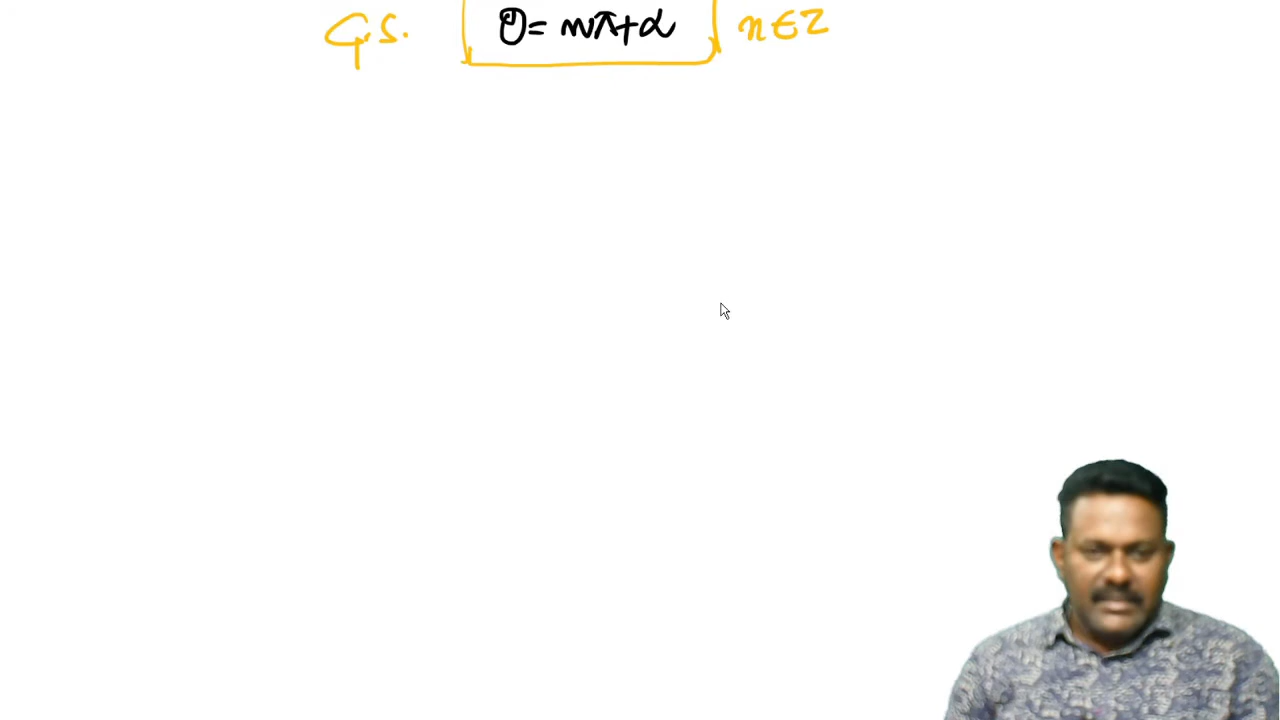 G.S. θ = nπ+α n∈Z